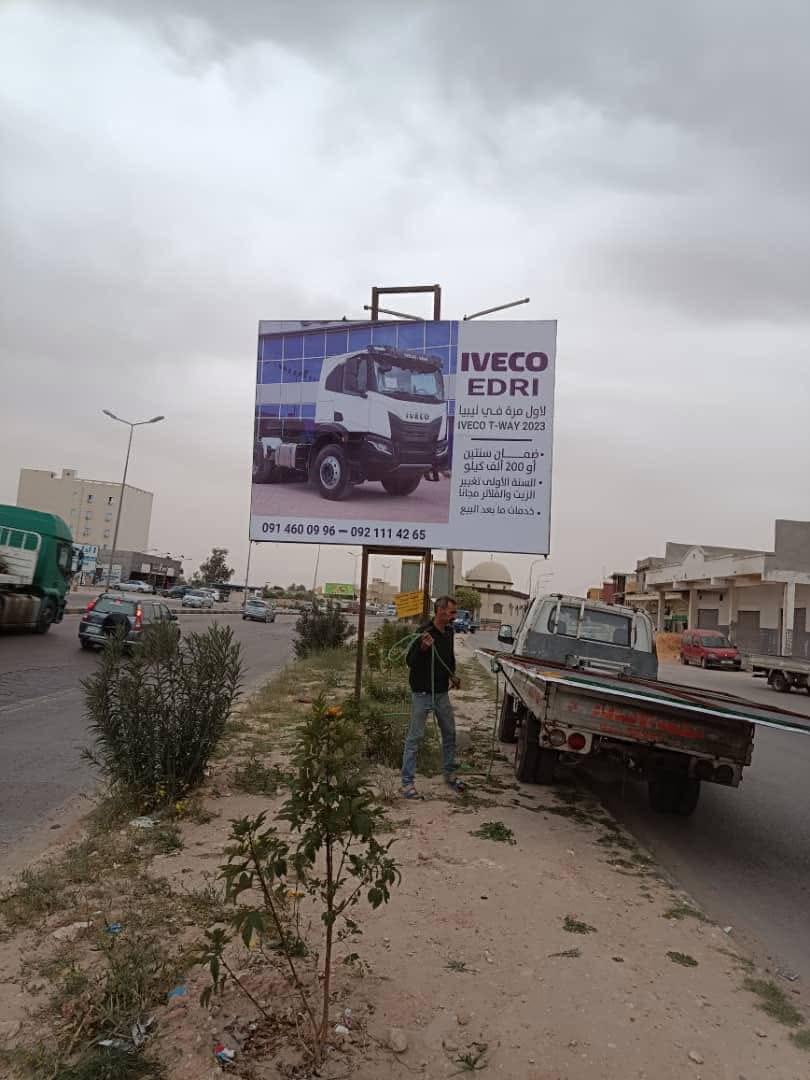 IVECO
EDRI
لاول مرة في ليبيا
IVECO T-WAY 2023
• ضمـــــان سنتين
أو 200 ألف كيلو
• السنة الأولى تغيير
الزيت والفلاتر مجانا
• خدمات ما بعد البيع
IVECO
091 460 09 96 — 092 111 42 65